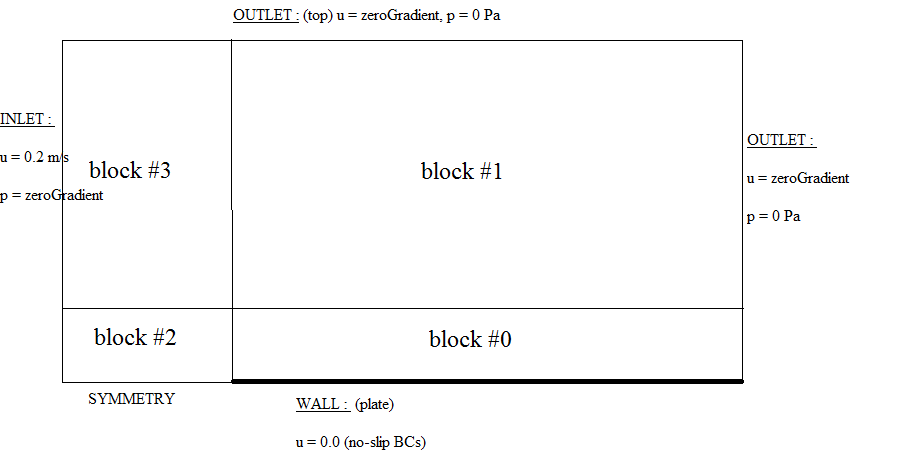 OUTLET : (top) u = zeroGradient, p = 0 Pa
INLET :
u = 0.2 m/s
p = zeroGradient
block #3
block #1
OUTLET :
u = zeroGradient
p = 0 Pa
block #2
block #0
SYMMETRY
WALL : (plate)
u = 0.0 (no-slip BCs)